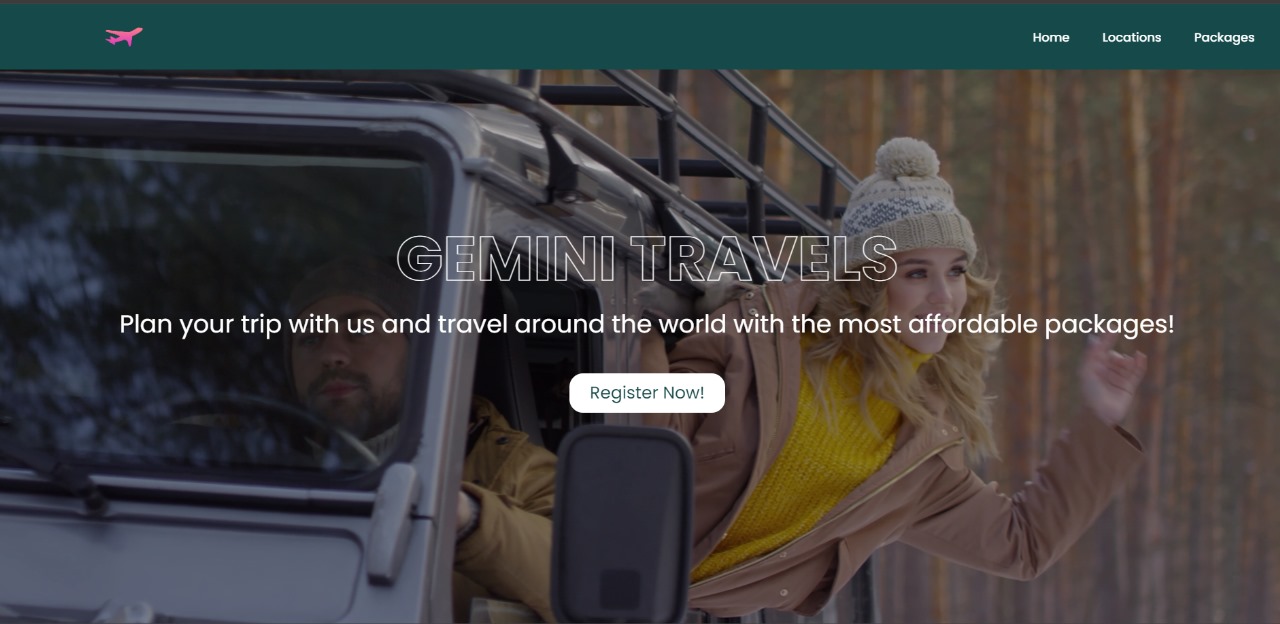 Home Locations Packages
GEMINI TRAVELS
Plan your trip with us and travel around the world with the most affordable packages!
Register Now!